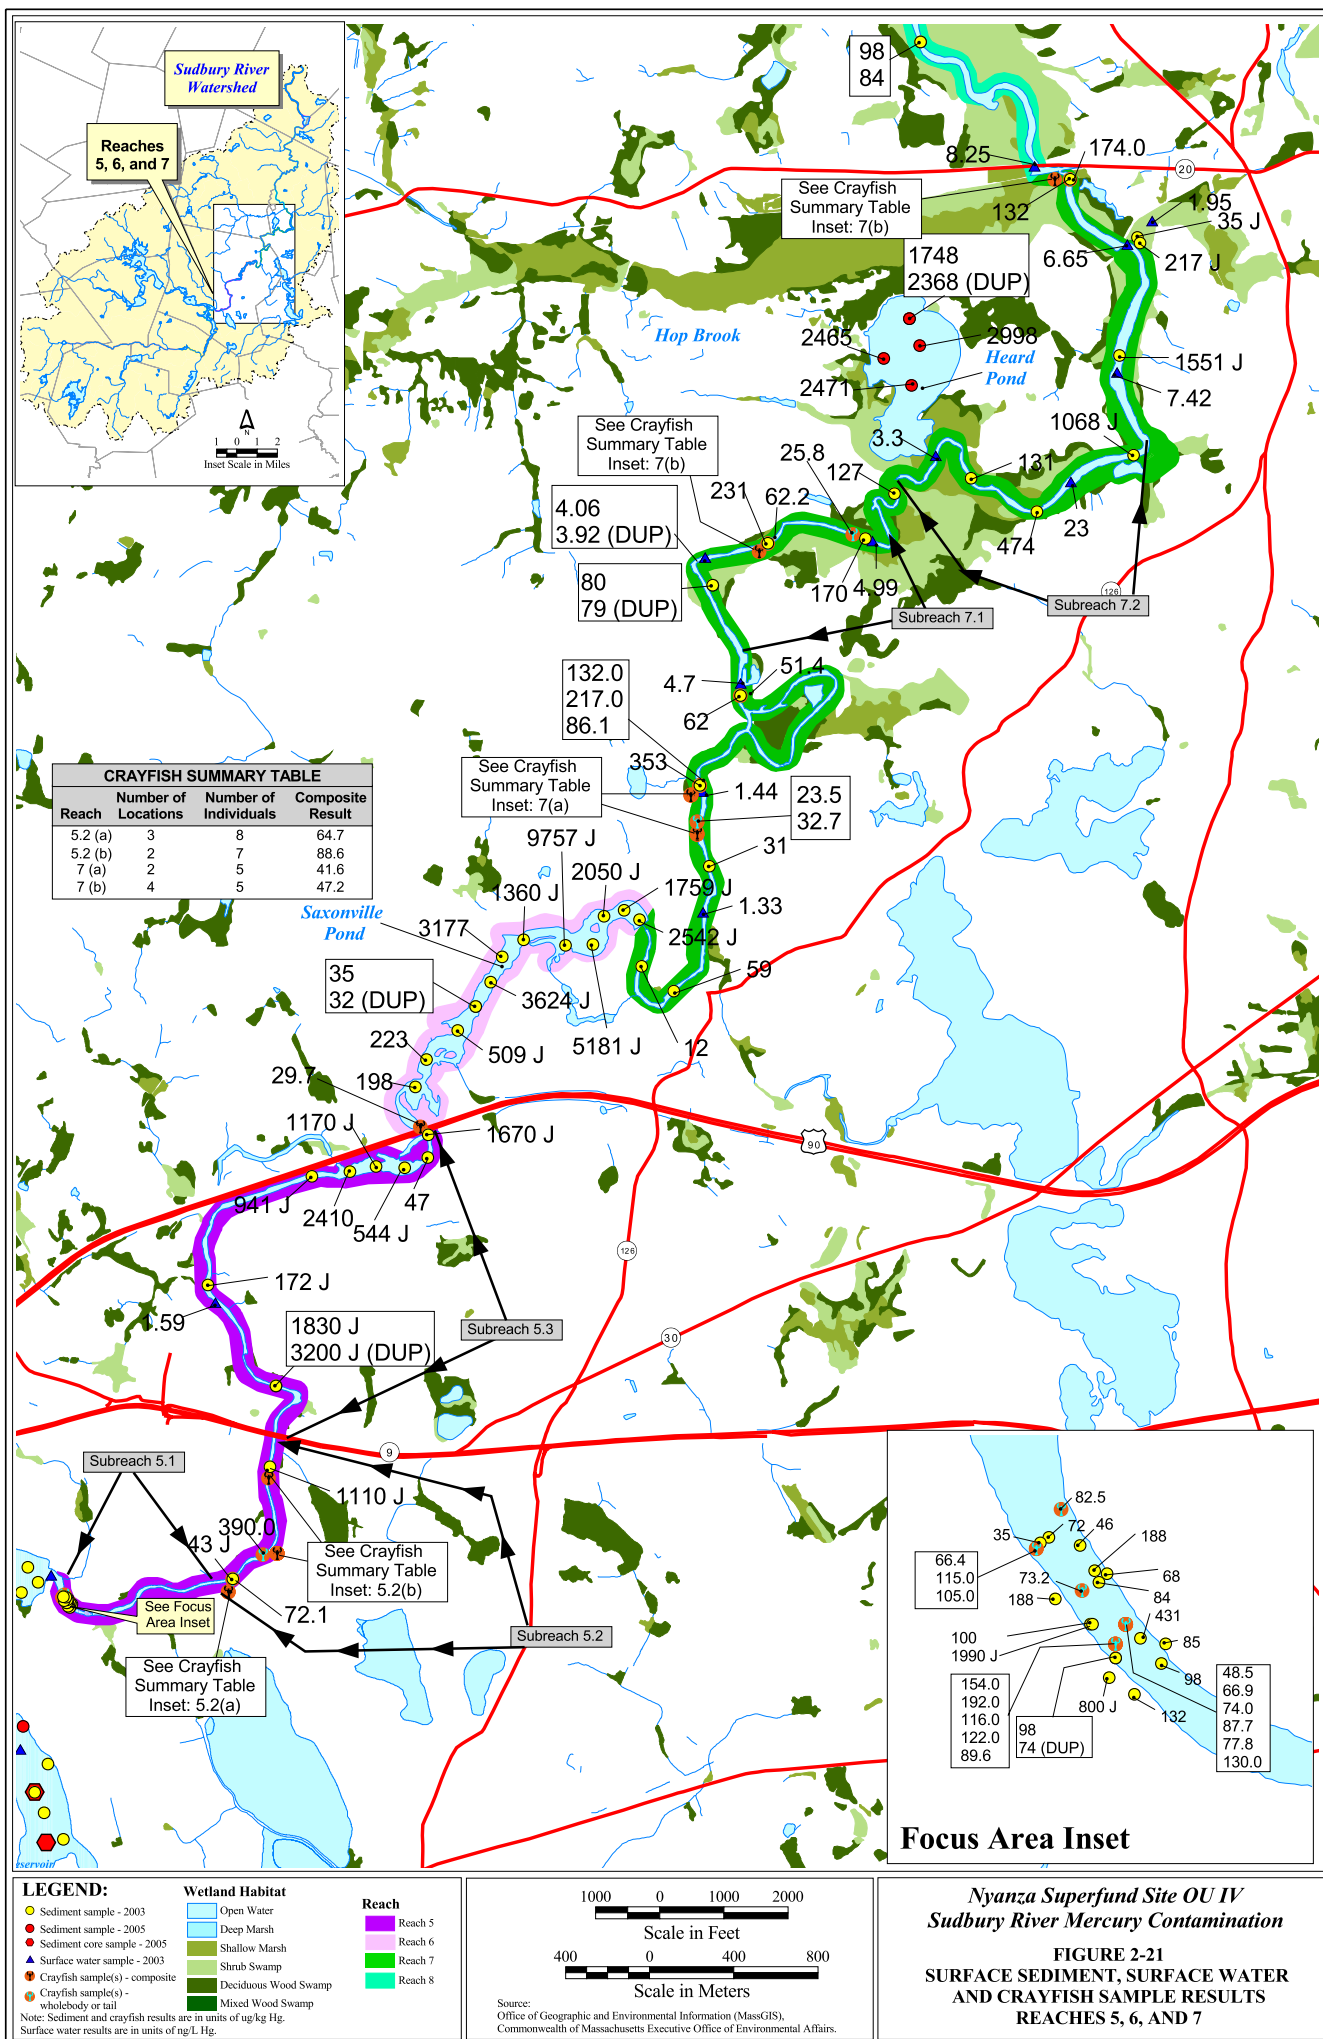 Sudbury River
Watershed
Reaches
5, 6, and 7
N
1 0 1 2
Inset Scale in Miles
98
84
8.25
174.0
20
See Crayfish
Summary Table
Inset: 7(b)
132
1.95
35 J
6.65
217 J
1748
2368 (DUP)
Hop Brook
2465
2998
Heard
Pond
2471
1551 J
7.42
1068 J
See Crayfish
Summary Table
Inset: 7(b)
3.3
25.8
127
131
231
62.2
4.06
3.92 (DUP)
23
474
170
4.99
80
79 (DUP)
126
Subreach 7.2
Subreach 7.1
132.0
217.0
86.1
51.4
4.7
62
353
See Crayfish
Summary Table
Inset: 7(a)
1.44
23.5
32.7
CRAYFISH SUMMARY TABLE
Reach Number of Locations Number of Individuals Composite Result
5.2 (a) 3 8 64.7
5.2 (b) 2 7 88.6
7 (a) 2 5 41.6
7 (b) 4 5 47.2
9757 J
31
2050 J
1360 J
1759 J
Saxonville
Pond
1.33
3177
2542 J
35
32 (DUP)
59
3624 J
223
509 J
5181 J
12
29.7
198
1170 J
1670 J
90
941 J
2410
47
544 J
126
172 J
1.59
1830 J
3200 J (DUP)
Subreach 5.3
30
9
Subreach 5.1
1110 J
390.0
43 J
See Crayfish
Summary Table
Inset: 5.2(b)
See Focus
Area Inset
72.1
Subreach 5.2
See Crayfish
Summary Table
Inset: 5.2(a)
eservoir
82.5
35
72
46
188
66.4
115.0
105.0
73.2
68
84
188
431
100
1990 J
85
98
154.0
192.0
116.0
122.0
89.6
98
74 (DUP)
800 J
132
48.5
66.9
74.0
87.7
77.8
130.0
Focus Area Inset
LEGEND:
Sediment sample - 2003
Sediment sample - 2005
Sediment core sample - 2005
Surface water sample - 2003
Crayfish sample(s) - composite
Crayfish sample(s) -
wholebody or tail
Note: Sediment and crayfish results are in units of ug/kg Hg.
Surface water results are in units of ng/L Hg.
Wetland Habitat
Open Water
Deep Marsh
Shallow Marsh
Shrub Swamp
Deciduous Wood Swamp
Mixed Wood Swamp
Reach
Reach 5
Reach 6
Reach 7
Reach 8
1000 0 1000 2000
Scale in Feet
400 0 400 800
Scale in Meters
Source:
Office of Geographic and Environmental Information (MassGIS),
Commonwealth of Massachusetts Executive Office of Environmental Affairs.
Nyanza Superfund Site OU IV
Sudbury River Mercury Contamination
FIGURE 2-21
SURFACE SEDIMENT, SURFACE WATER
AND CRAYFISH SAMPLE RESULTS
REACHES 5, 6, AND 7